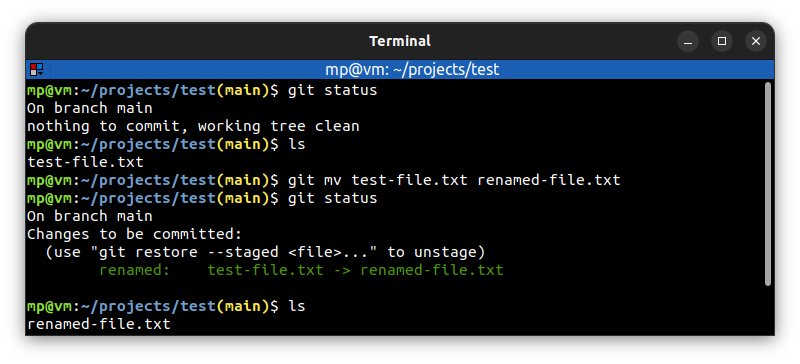 Terminal
mp@vm: ~/projects/test
mp@vm:~/projects/test(main)$ git status
On branch main
nothing to commit, working tree clean
mp@vm:~/projects/test(main)$ ls
test-file.txt
mp@vm:~/projects/test(main)$ git mv test-file.txt renamed-file.txt
mp@vm:~/projects/test(main)$ git status
On branch main
Changes to be committed:
  (use "git restore --staged <file>..." to unstage)
        renamed:    test-file.txt -> renamed-file.txt

mp@vm:~/projects/test(main)$ ls
renamed-file.txt